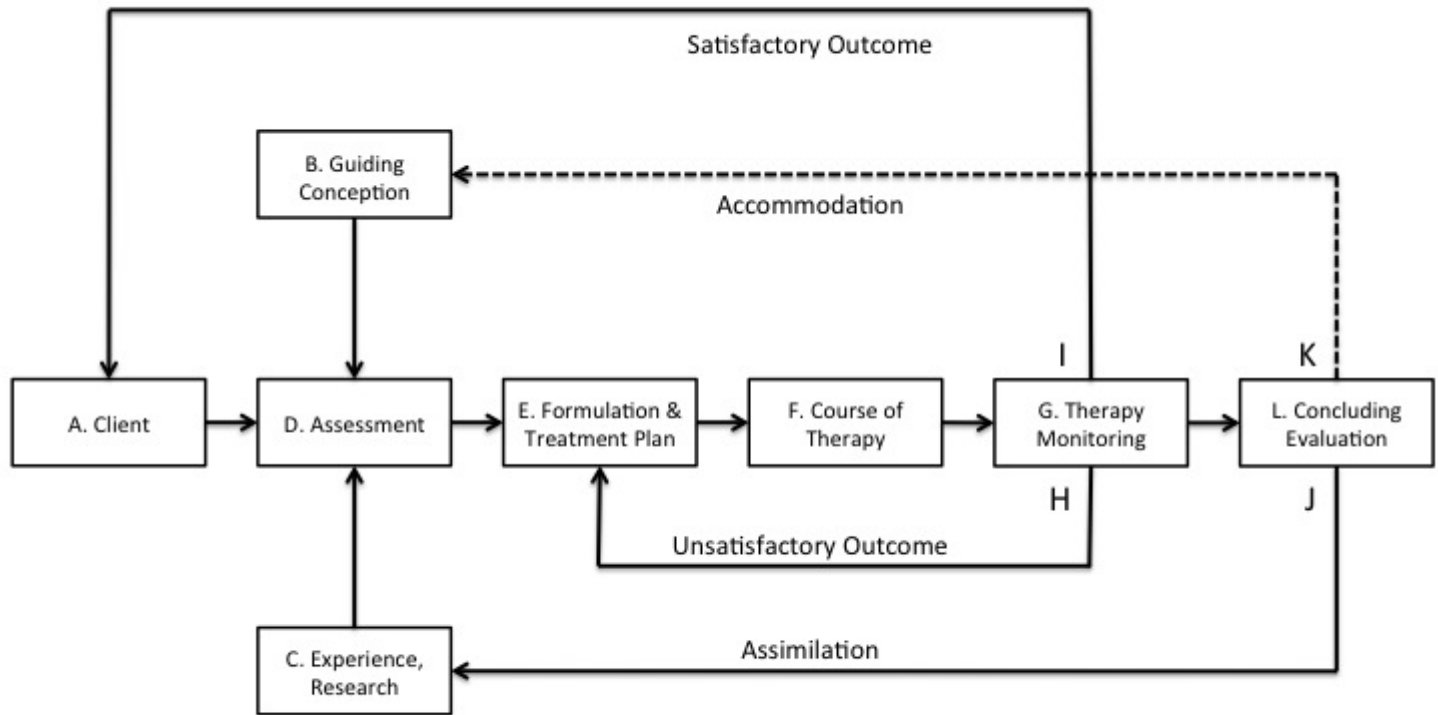 Satisfactory Outcome
B. Guiding
Conception
Accommodation
I
K
A. Client
D. Assessment
E. Formulation &
Treatment Plan
F. Course of
Therapy
G. Therapy
Monitoring
L. Concluding
Evaluation
H
J
Unsatisfactory Outcome
C. Experience,
Research
Assimilation